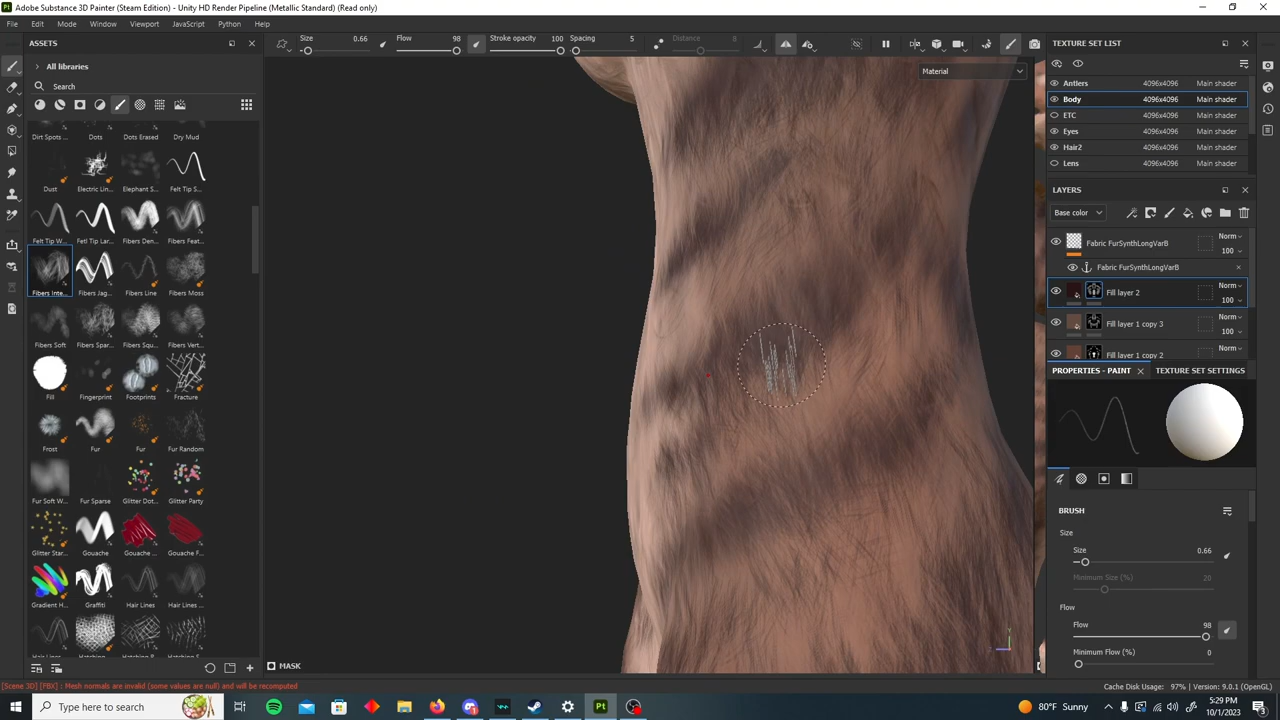 Adobe Substance 3D Painter (Steam Edition) - Unity HD Render Pipeline (Metallic Standard) (Read only)
File Edit Mode Window Viewport JavaScript Python Help
ASSETS
Size 0.66 Flow 98 Stroke opacity 100 Spacing 5 Distance 8
All libraries
Search
Dirt Spots ... Dots Dots Erased Dry Mud
Dust Electric Lin... Elephant S... Felt Tip S...
Felt Tip W... Fetl Tip Lar... Fibers Den... Fibers Feat...
Fibers Inte... Fibers Jag... Fibers Line Fibers Moss
Fibers Soft Fibers Spar... Fibers Squ... Fibers Vert...
Fill Fingerprint Footprints Fracture
Frost Fur Fur Fur Random
Fur Soft W... Fur Sparse Glitter Dot... Glitter Party
Glitter Star... Gouache Gouache ... Gouache F...
Gradient H... Graffiti Hair Lines Hair Lines ...
Material
MASK
TEXTURE SET LIST
Antlers 4096x4096 Main shader
Body 4096x4096 Main shader
ETC 4096x4096 Main shader
Eyes 4096x4096 Main shader
Hair2 4096x4096 Main shader
Lens 4096x4096 Main shader
LAYERS
Base color
Fabric FurSynthLongVarB Norm 100
Fabric FurSynthLongVarB
Fill layer 2 Norm 100
Fill layer 1 copy 3 Norm 100
Fill layer 1 copy 2 Norm
PROPERTIES - PAINT TEXTURE SET SETTINGS
BRUSH
Size
Size 0.66
Minimum Size (%) 20
Flow
Flow 98
Minimum Flow (%) 0
[Scene 3D] [FBX] : Mesh normals are invalid (some values are null) and will be recomputed
Cache Disk Usage: 97% | Version: 9.0.1 (OpenGL)
Type here to search
80°F Sunny
5:29 PM
10/1/2023